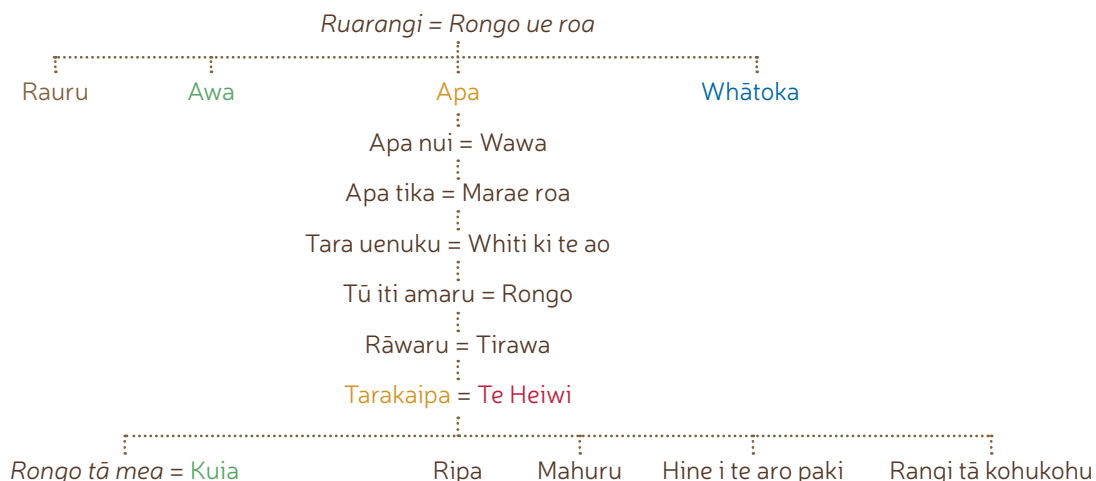 Ruarangi = Rongo ue roa
Rauru Awa Apa Whātoka
Apa nui = Wawa
Apa tika = Marae roa
Tara uenuku = Whiti ki te ao
Tū iti amaru = Rongo
Rāwaru = Tirawa
Tarakaipa = Te Heiwi
Rongo tā mea = Kuia Ripa Mahuru Hine i te aro paki Rangi tā kohukohu